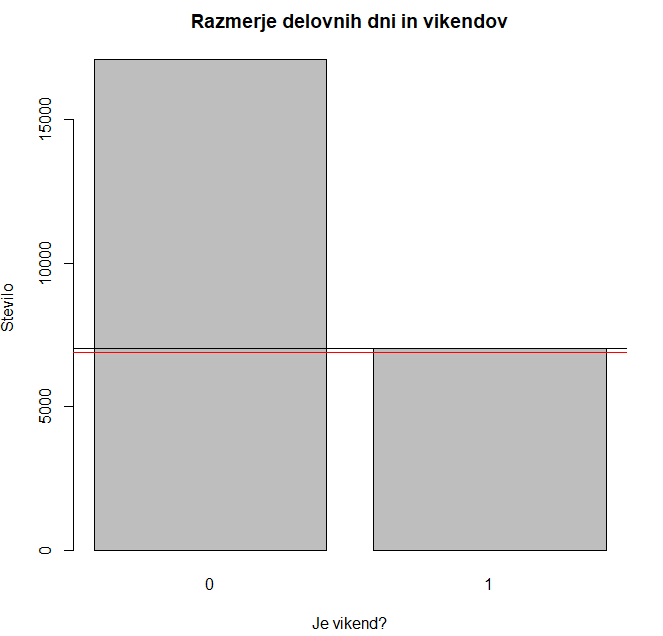 Razmerje delovnih dni in vikendov
Stevilo
15000
10000
5000
0
0 1
Je vikend?